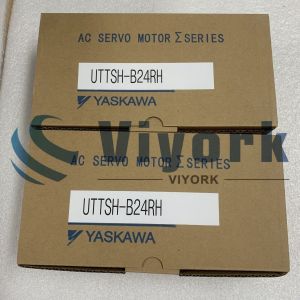 AC SERVO MOTOR Σ SERIES
UTTSH-B24RH
YASKAWA
Viyork
VIYORK
AC SERVO MOTOR Σ SERIES
UTTSH-B24RH
YASKAWA